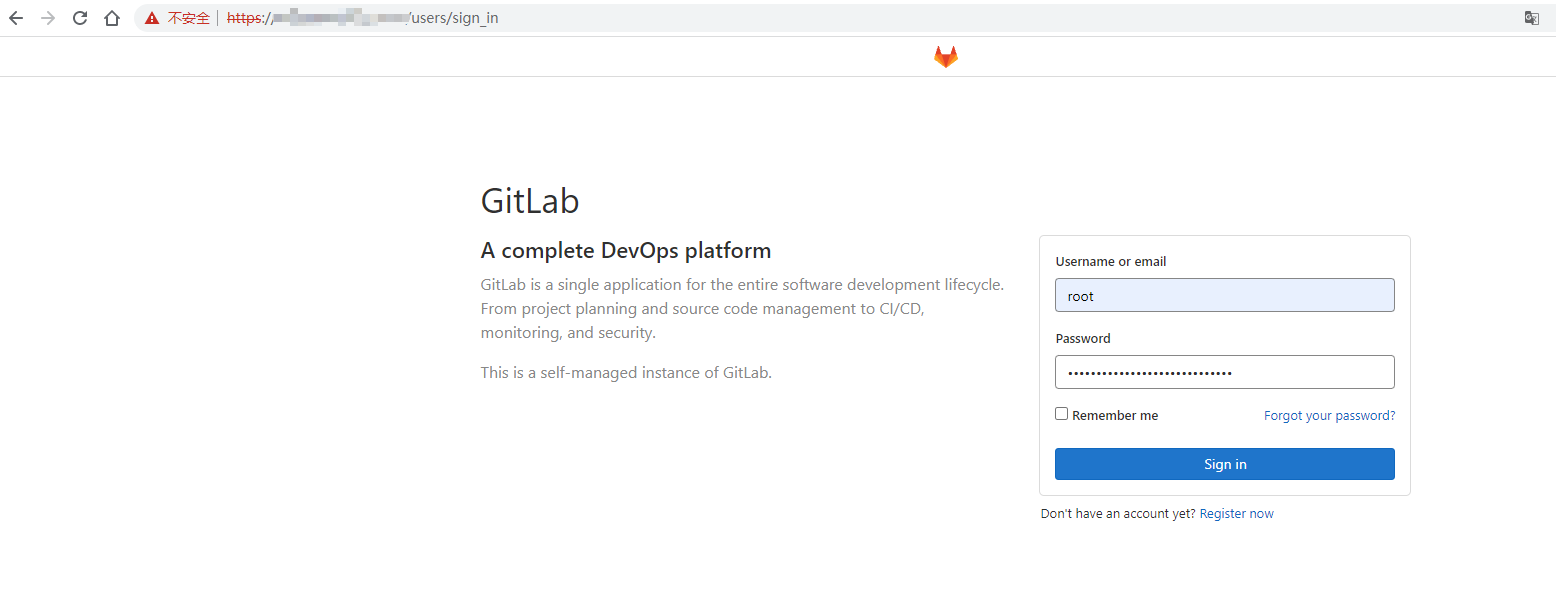 不安全 https:// /users/sign_in
GitLab
A complete DevOps platform
GitLab is a single application for the entire software development lifecycle.
From project planning and source code management to CI/CD,
monitoring, and security.
This is a self-managed instance of GitLab.
Username or email
root
Password
•••••••••••••••••••••••••••••
Remember me Forgot your password?
Sign in
Don't have an account yet? Register now